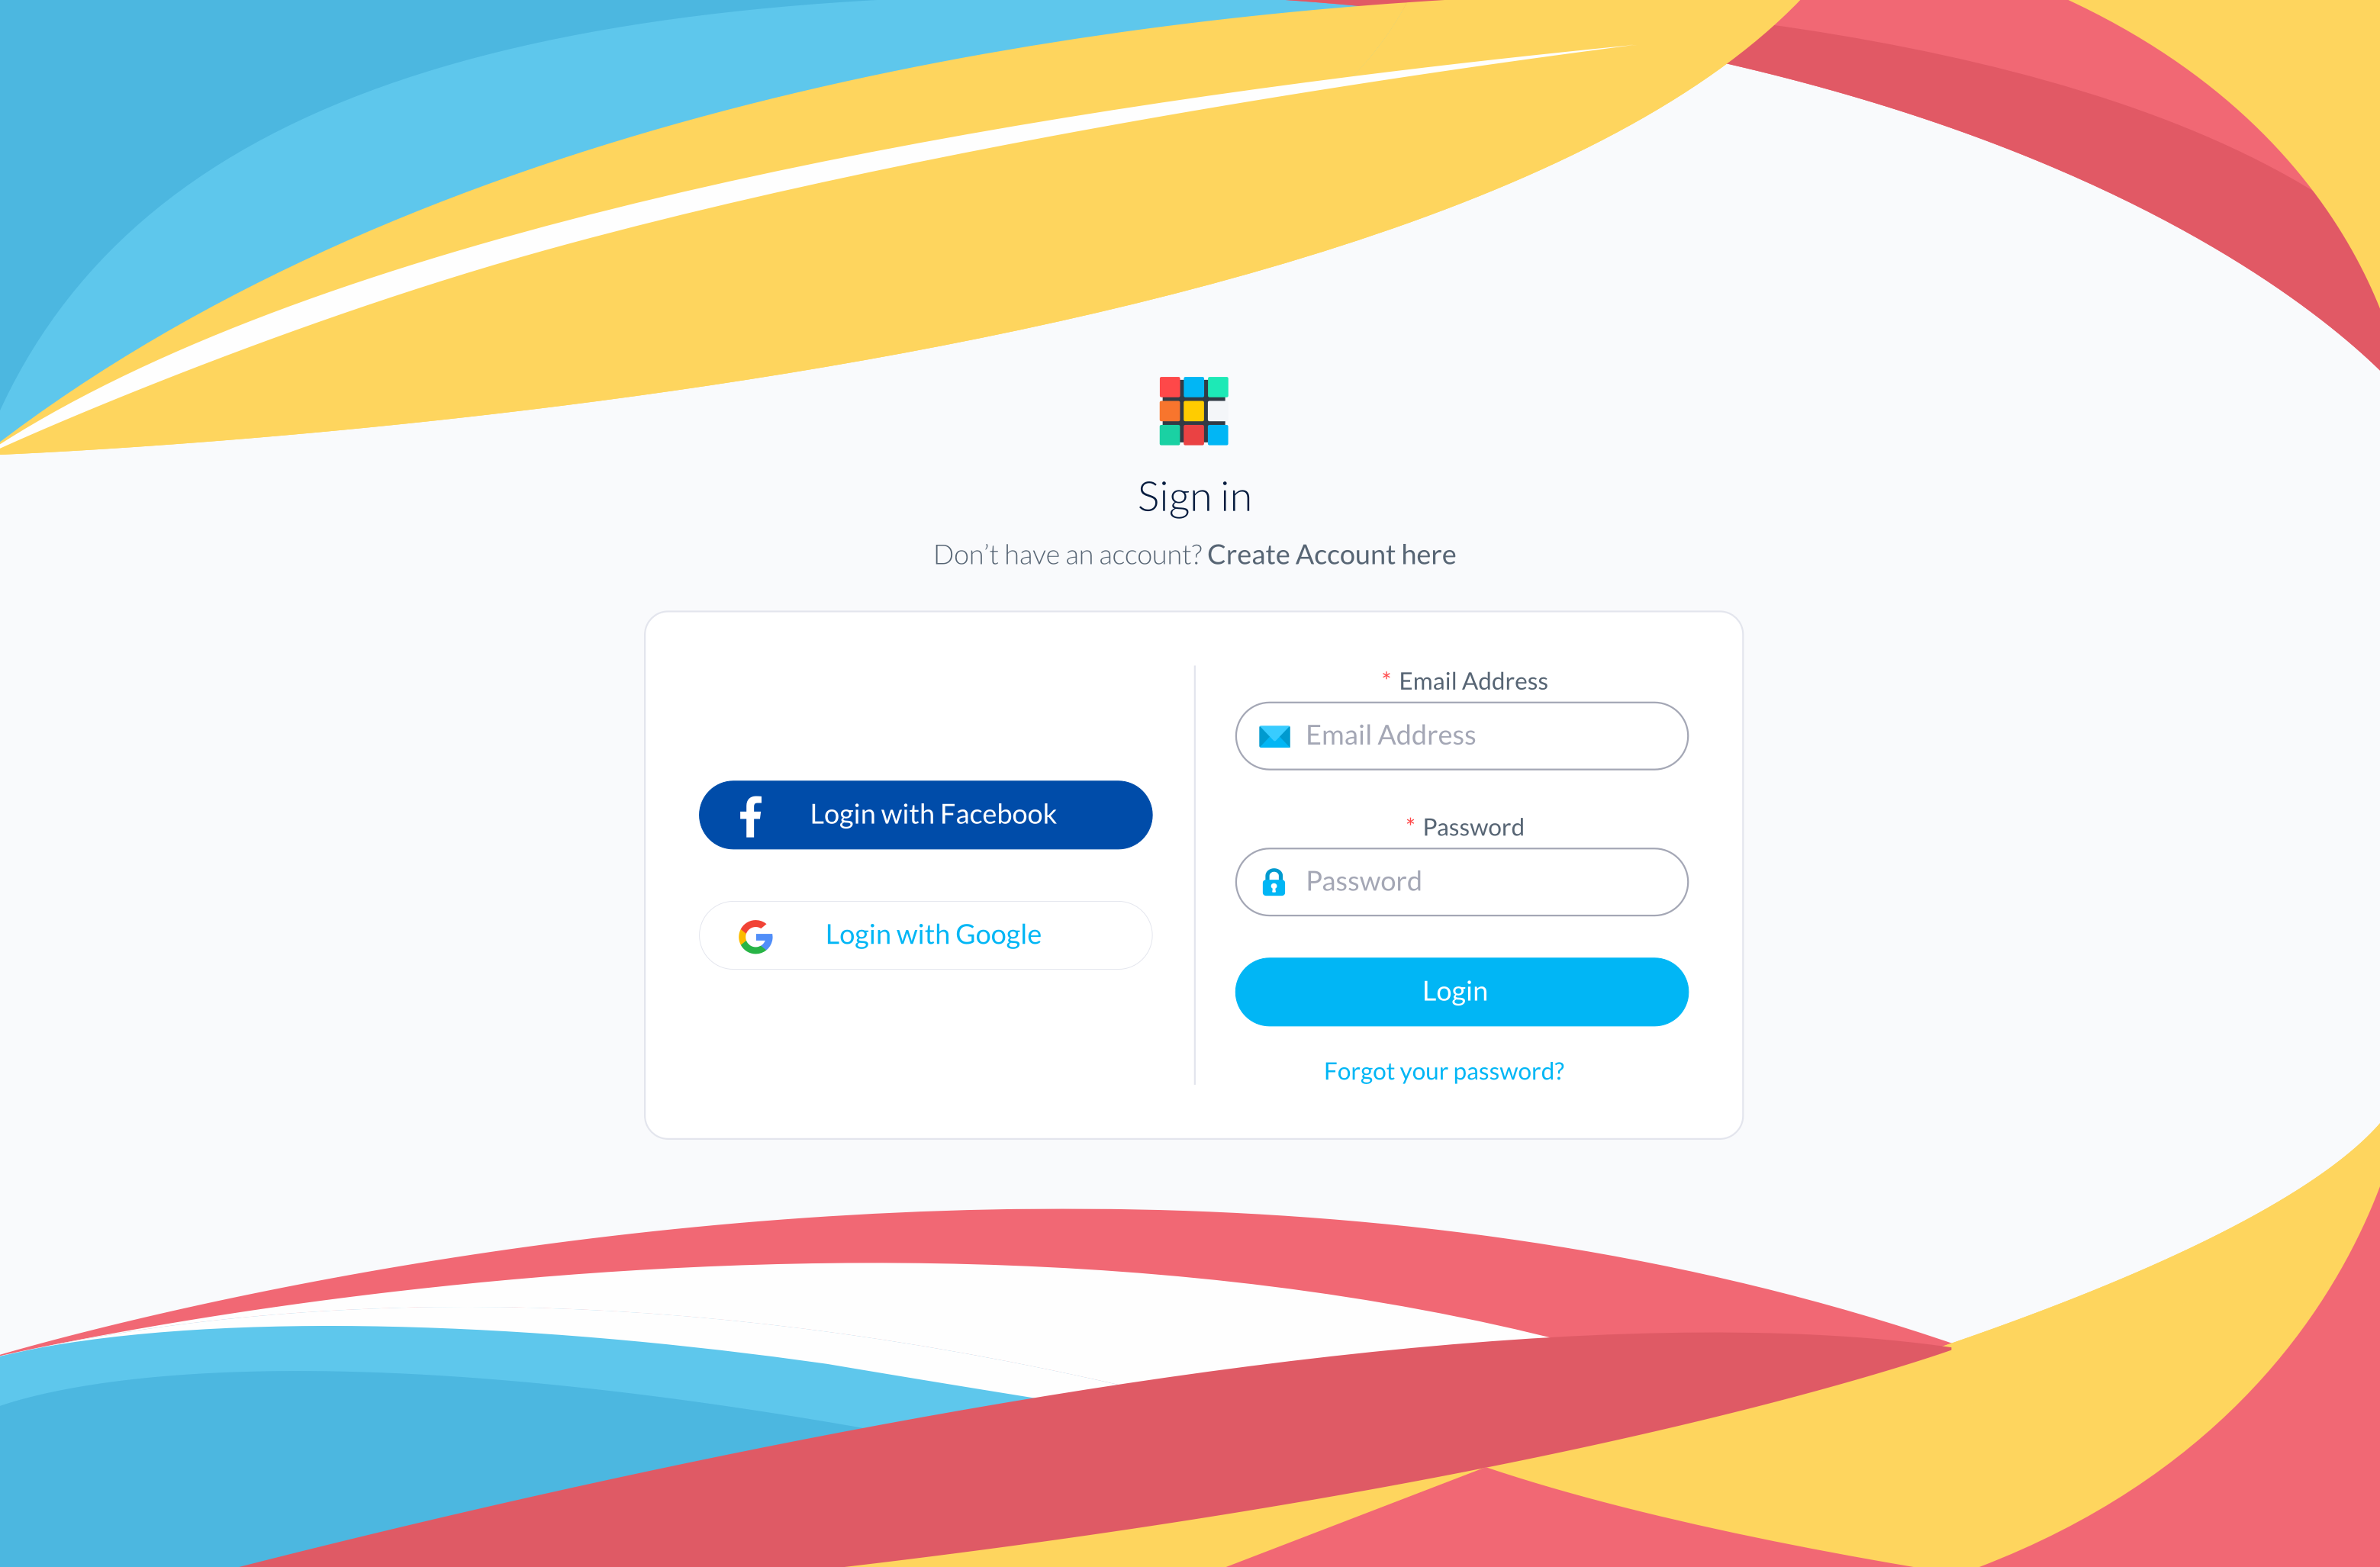 Sign in
Don’t have an account? Create Account here
Login with Facebook
Login with Google
* Email Address
Email Address
* Password
Password
Login
Forgot your password?